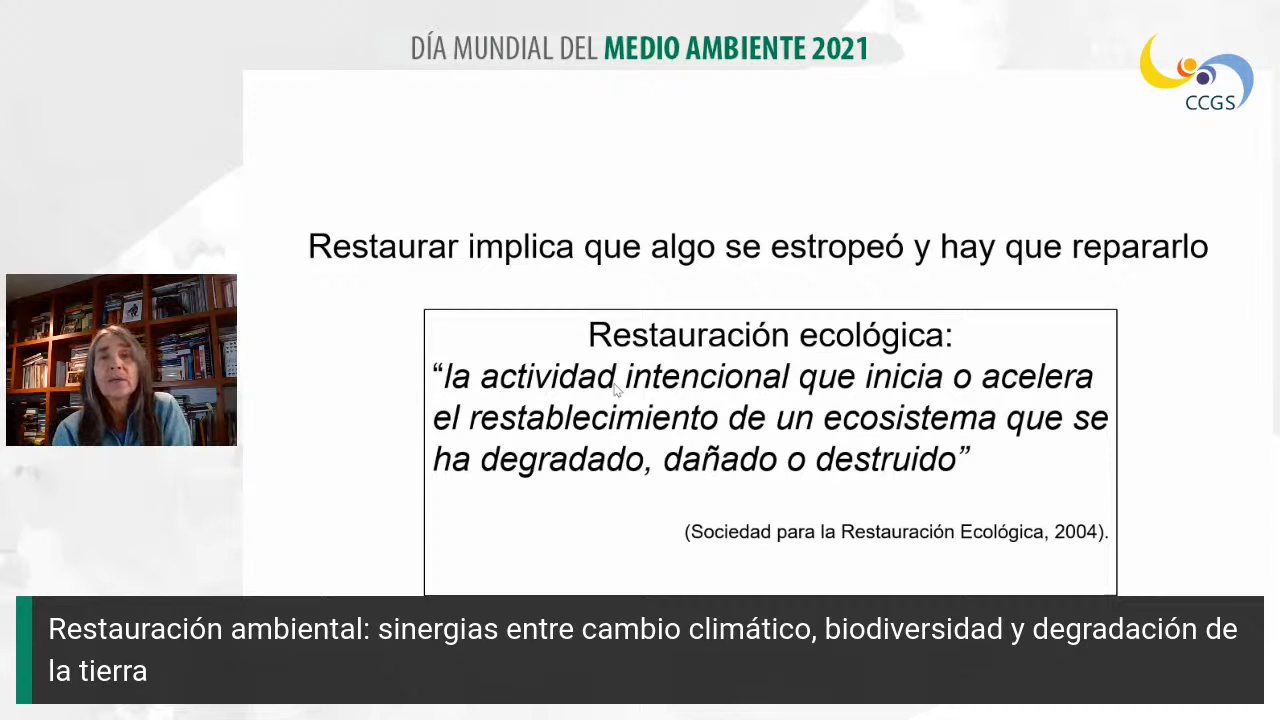 DÍA MUNDIAL DEL MEDIO AMBIENTE 2021
CCGS
Restaurar implica que algo se estropeó y hay que repararlo
Restauración ecológica:
“la actividad intencional que inicia o acelera
el restablecimiento de un ecosistema que se
ha degradado, dañado o destruido”
(Sociedad para la Restauración Ecológica, 2004).
Restauración ambiental: sinergias entre cambio climático, biodiversidad y degradación de
la tierra